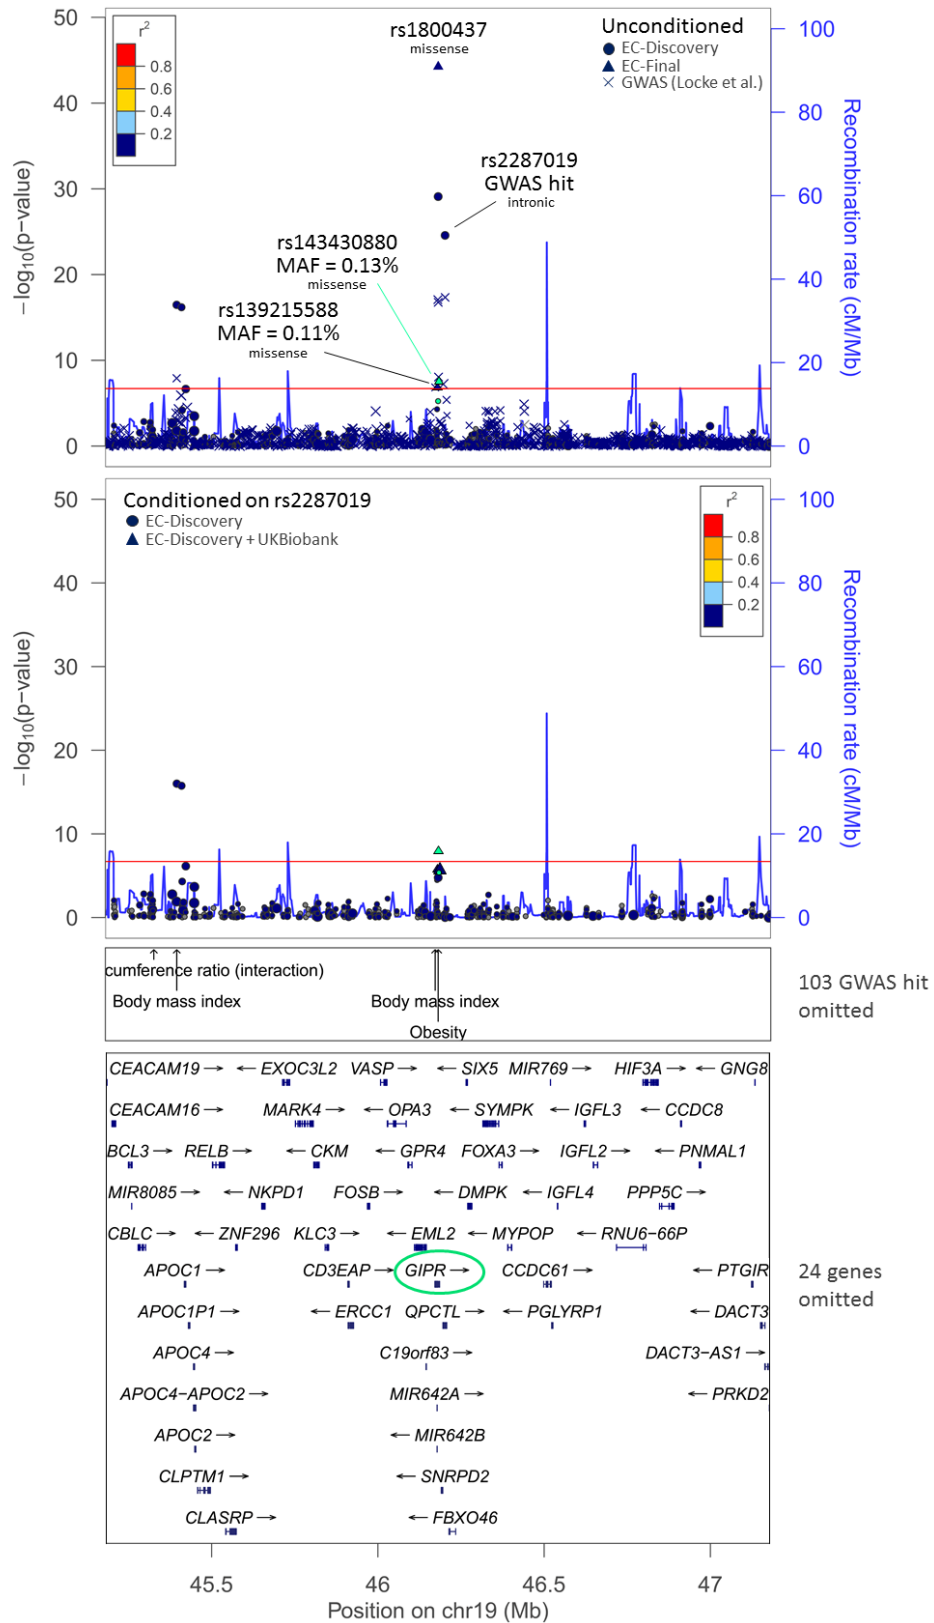 50
40
30
20
10
0
−log10(p−value)
r2
0.8
0.6
0.4
0.2
rs1800437
missense
Unconditioned
EC-Discovery
EC-Final
GWAS (Locke et al.)
rs2287019
GWAS hit
intronic
rs143430880
MAF = 0.13%
missense
rs139215588
MAF = 0.11%
missense
100
80
60
40
20
0
Recombination rate (cM/Mb)
50
40
30
20
10
0
−log10(p−value)
Conditioned on rs2287019
EC-Discovery
EC-Discovery + UKBiobank
r2
0.8
0.6
0.4
0.2
100
80
60
40
20
0
Recombination rate (cM/Mb)
cumference ratio (interaction)
Body mass index
Body mass index
Obesity
103 GWAS hit
omitted
CEACAM19 → ← EXOC3L2 VASP → ← SIX5 MIR769 → HIF3A → ← GNG8
CEACAM16 → MARK4 → ← OPA3 ← SYMPK ← IGFL3 ← CCDC8
BCL3 → RELB → ← CKM ← GPR4 FOXA3 → IGFL2 → ← PNMAL1
MIR8085 → ← NKPD1 FOSB → ← DMPK ← IGFL4 PPP5C →
CBLC → ← ZNF296 KLC3 → ← EML2 ← MYPOP ← RNU6−66P
APOC1 → CD3EAP → GIPR → CCDC61 → ← PTGIR
APOC1P1 → ← ERCC1 QPCTL → ← PGLYRP1 ← DACT3
APOC4 → C19orf83 → DACT3−AS1 →
APOC4−APOC2 → MIR642A → ← PRKD2
APOC2 → ← MIR642B
CLPTM1 → ← SNRPD2
CLASRP → ← FBXO46
24 genes
omitted
45.5 46 46.5 47
Position on chr19 (Mb)